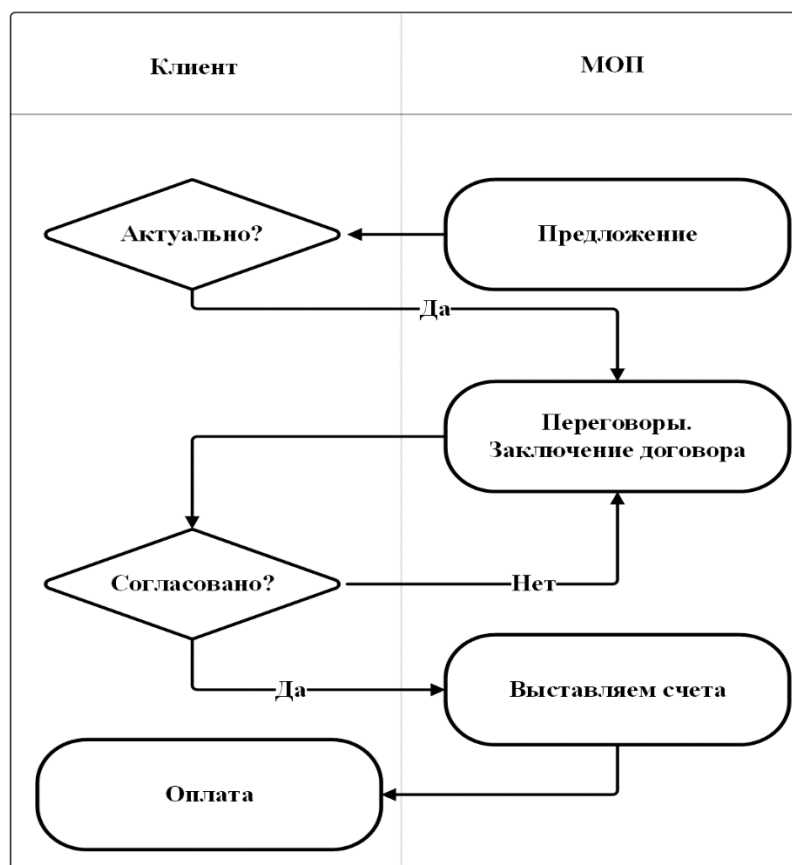 Клиент
МОП
Актуально?
Предложение
Да
Переговоры.
Заключение договора
Согласовано?
Нет
Да
Выставляем счета
Оплата